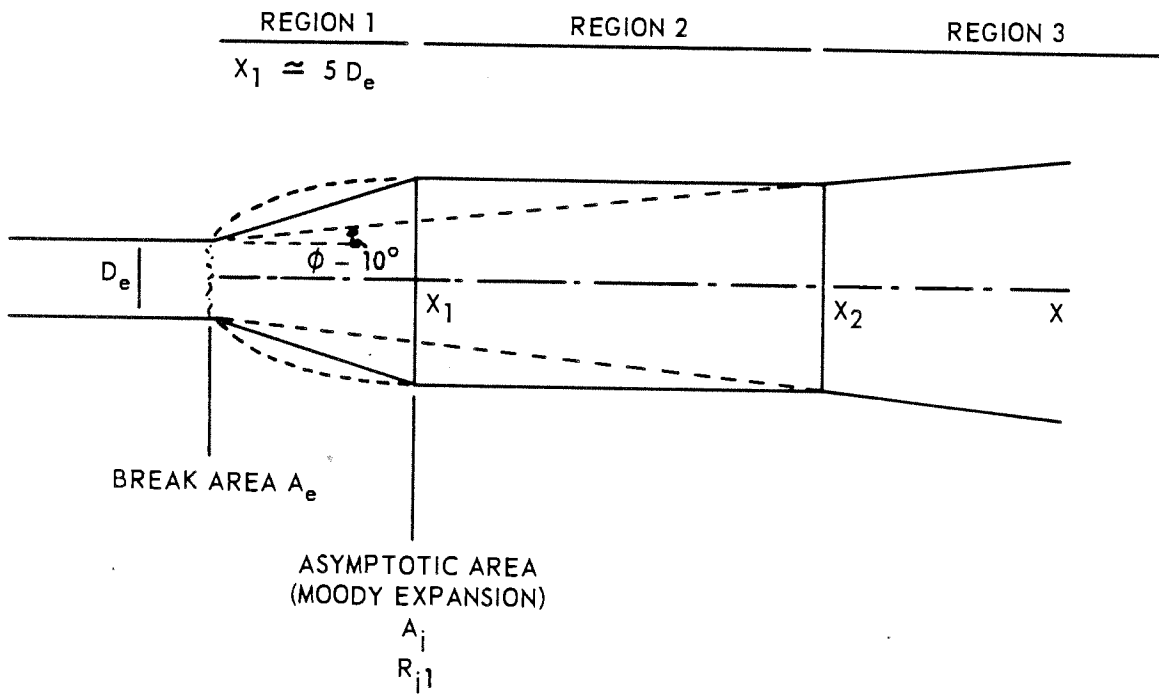 REGION 1 REGION 2 REGION 3
X₁ ≃ 5 Dₑ
Dₑ
ϕ – 10°
X₁ X₂ X
BREAK AREA Aₑ
ASYMPTOTIC AREA
(MOODY EXPANSION)
Aⱼ
Rⱼ₁